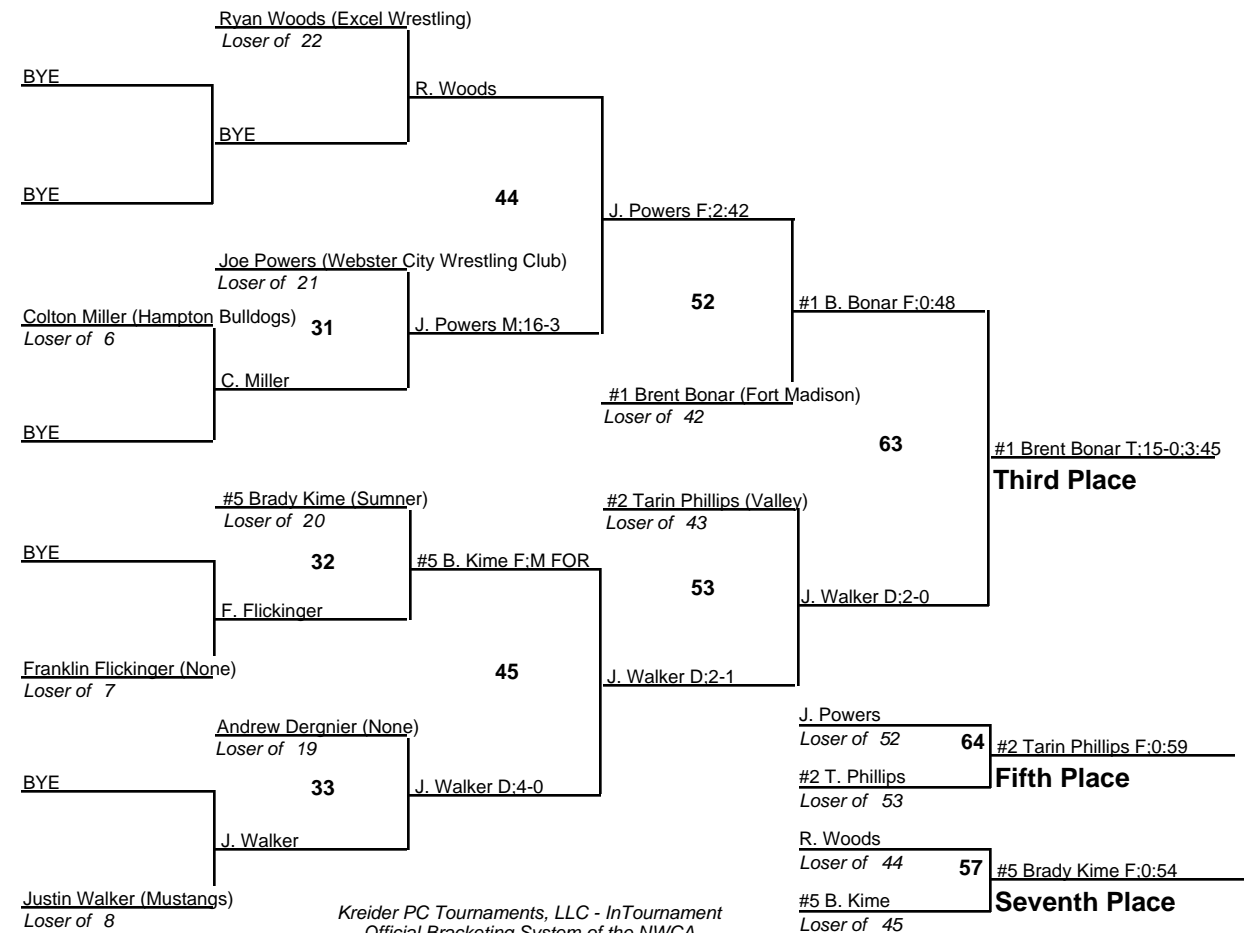 Ryan Woods (Excel Wrestling)
Loser of 22
BYE
R. Woods
BYE
BYE
44
J. Powers F;2:42
Joe Powers (Webster City Wrestling Club)
Loser of 21
Colton Miller (Hampton Bulldogs)
Loser of 6
31
J. Powers M;16-3
52
#1 B. Bonar F;0:48
C. Miller
#1 Brent Bonar (Fort Madison)
Loser of 42
BYE
63
#1 Brent Bonar T;15-0;3:45
Third Place
#5 Brady Kime (Sumner)
Loser of 20
#2 Tarin Phillips (Valley)
Loser of 43
BYE
32
#5 B. Kime F;M FOR
53
J. Walker D;2-0
F. Flickinger
Franklin Flickinger (None)
Loser of 7
45
J. Walker D;2-1
Andrew Dergnier (None)
Loser of 19
J. Powers
Loser of 52
64
#2 Tarin Phillips F;0:59
Fifth Place
#2 T. Phillips
Loser of 53
BYE
33
J. Walker D;4-0
J. Walker
R. Woods
Loser of 44
57
#5 Brady Kime F;0:54
Seventh Place
#5 B. Kime
Loser of 45
Justin Walker (Mustangs)
Loser of 8
Kreider PC Tournaments, LLC - InTournament
Official Bracketing System of the NWCA